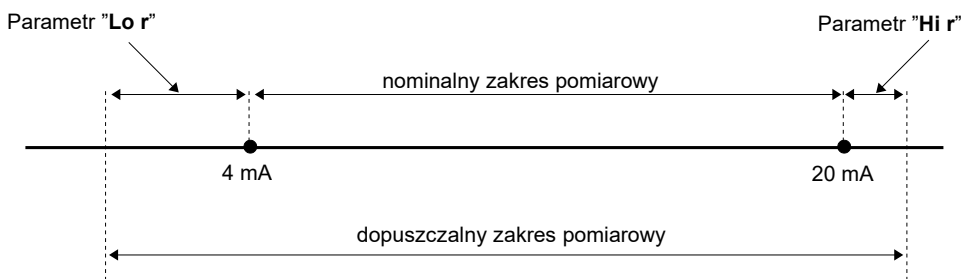 Parametr ”Lo r”
Parametr ”Hi r”
nominalny zakres pomiarowy
4 mA
20 mA
dopuszczalny zakres pomiarowy